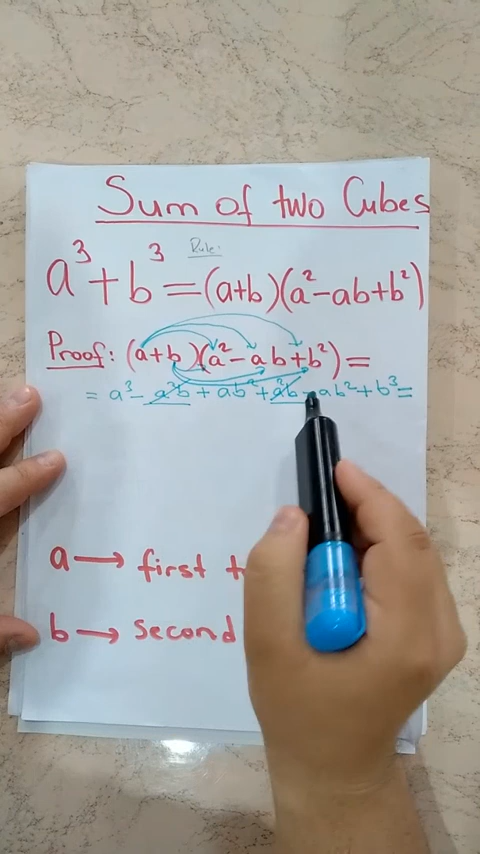 Sum of two Cubes
Rule:
a³+b³=(a+b)(a²-ab+b²)
Proof: (a+b)(a²-ab+b²)=
= a³- a²b + ab² + a²b - ab² + b³=
a → first
b → second